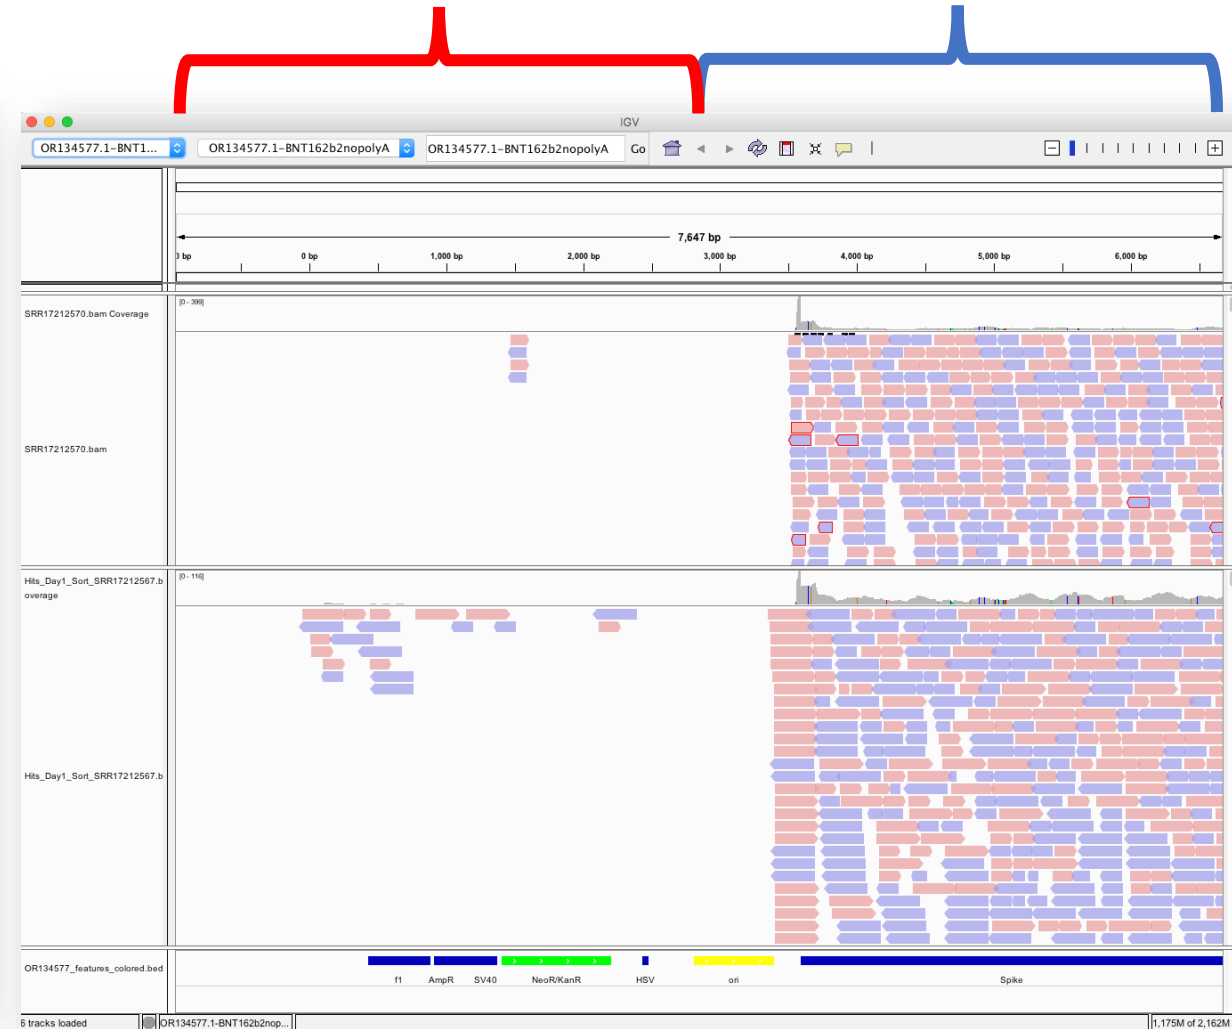 IGV
OR134577.1-BNT1... OR134577.1-BNT162b2nopolyA OR134577.1-BNT162b2nopolyA Go
7,647 bp
0 bp 0 bp 1,000 bp 2,000 bp 3,000 bp 4,000 bp 5,000 bp 6,000 bp
[0 - 399]
SRR17212570.bam Coverage
SRR17212570.bam
[0 - 116]
Hits_Day1_Sort_SRR17212567.b
overage
Hits_Day1_Sort_SRR17212567.b
OR134577_features_colored.bed
f1 AmpR SV40 NeoR/KanR HSV ori Spike
6 tracks loaded OR134577.1-BNT162b2nop... 1,175M of 2,162M